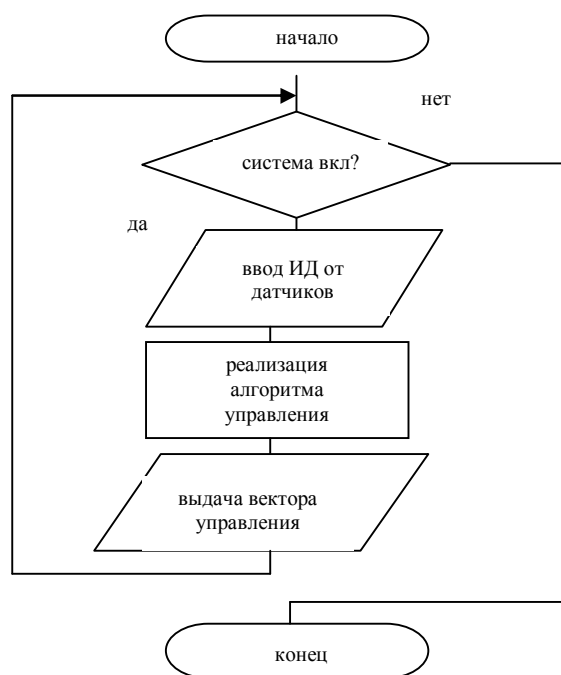 начало
нет
система вкл?
да
ввод ИД от
датчиков
реализация
алгоритма
управления
выдача вектора
управления
конец